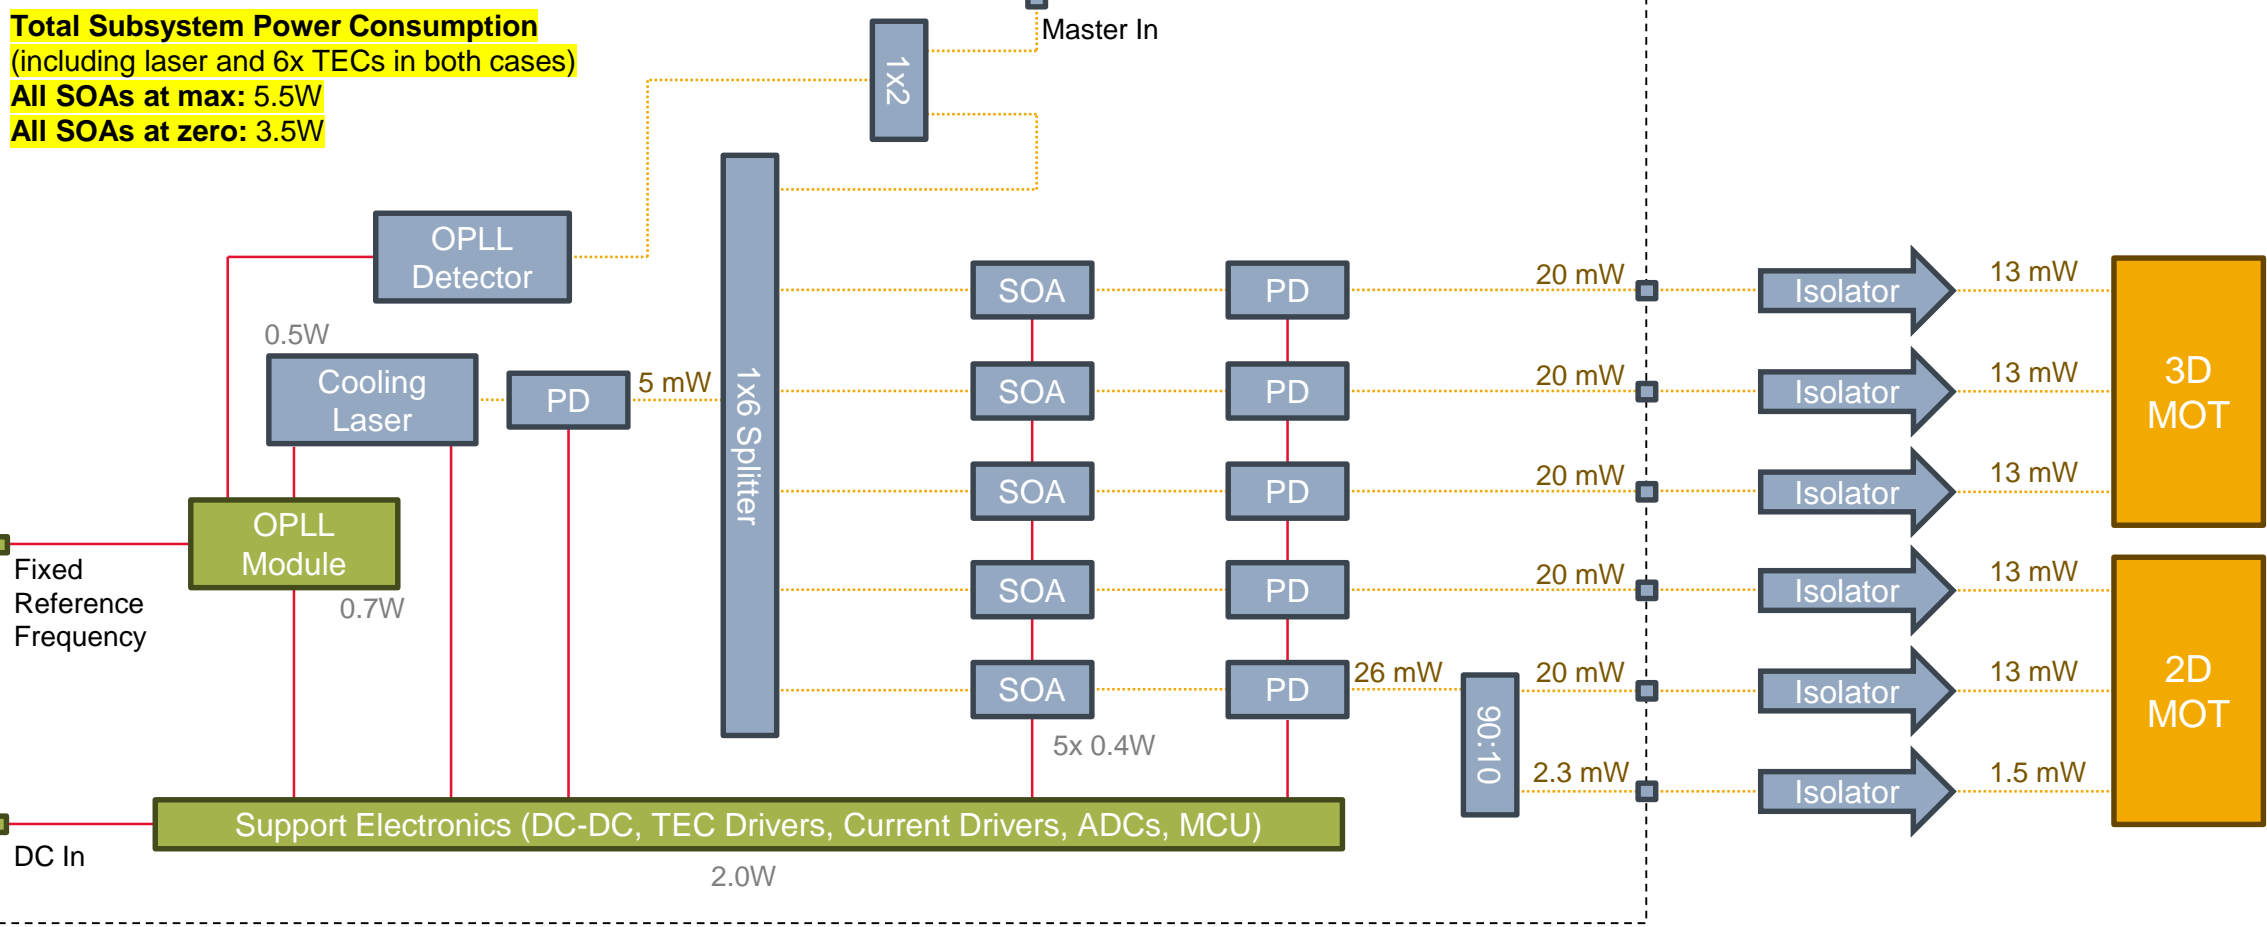 Total Subsystem Power Consumption
(including laser and 6x TECs in both cases)
All SOAs at max: 5.5W
All SOAs at zero: 3.5W
Master In
1x2
OPLL
Detector
0.5W
Cooling
Laser
PD
5 mW
1x6 Splitter
OPLL
Module
0.7W
Fixed
Reference
Frequency
SOA
PD
20 mW
Isolator
13 mW
SOA
PD
20 mW
Isolator
13 mW
SOA
PD
20 mW
Isolator
13 mW
3D
MOT
SOA
PD
20 mW
Isolator
13 mW
SOA
PD
26 mW
20 mW
Isolator
13 mW
5x 0.4W
90:10
2.3 mW
Isolator
1.5 mW
2D
MOT
Support Electronics (DC-DC, TEC Drivers, Current Drivers, ADCs, MCU)
DC In
2.0W